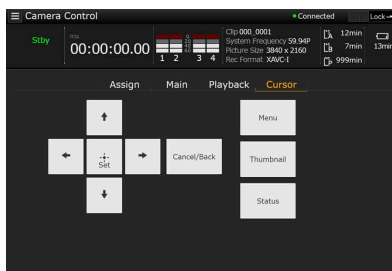 Camera Control
Connected
Lock
Stby
TCG
00:00:00.00
1 2 3 4
Clip 000_0001
System Frequency 59.94P
Picture Size 3840 x 2160
Rec Format XAVC-I
A 12min
B 7min
999min
13min
Assign Main Playback Cursor
Menu
Set
Cancel/Back
Thumbnail
Status